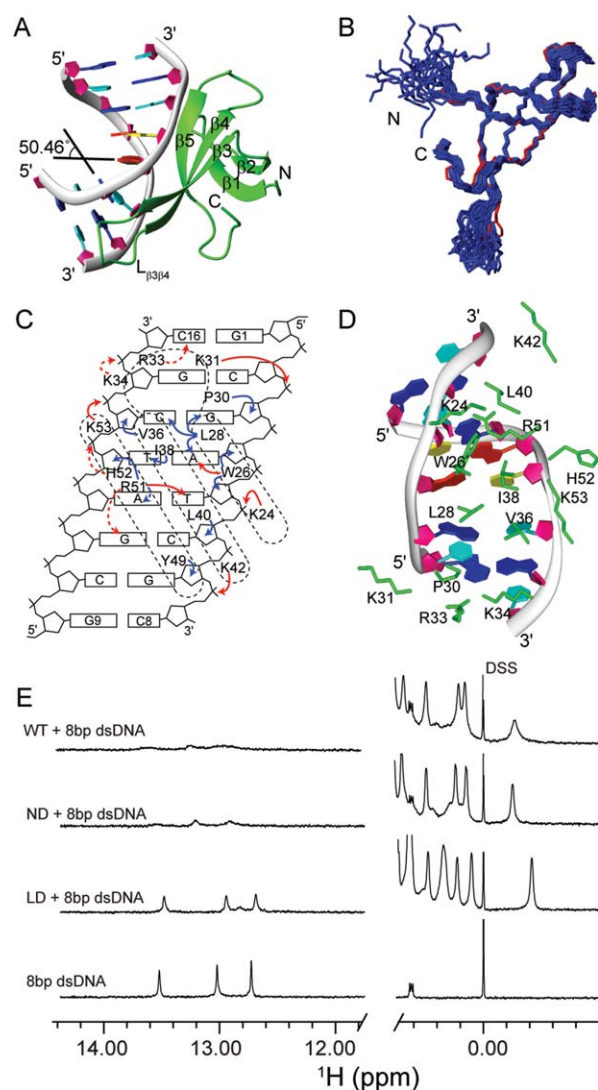 A
3'
5'
50.46°
5'
3'
β5
β4
β3
β2
β1
N
C
Lβ3β4
B
N
C
C
3'
5'
C16
G1
R33
K31
K34
G
C
P30
K53
G
G
V36
L28
I38
T
A
H52
W26
R51
A
T
L40
K24
G
C
Y49
K42
C
G
G9
C8
5'
3'
D
3'
K42
L40
K24
R51
5'
W26
H52
I38
K53
L28
V36
5'
P30
K31
R33
K34
3'
E
DSS
WT + 8bp dsDNA
ND + 8bp dsDNA
LD + 8bp dsDNA
8bp dsDNA
14.00
13.00
12.00
0.00
¹H (ppm)